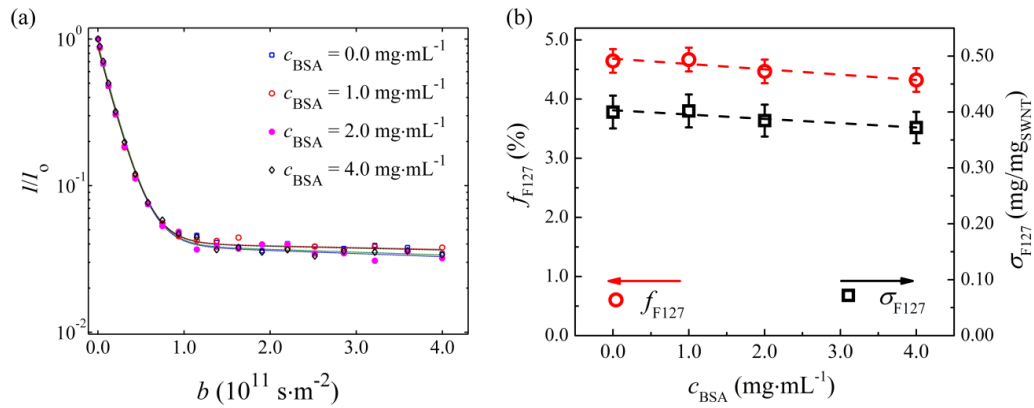 (a)
10⁰
10⁻¹
10⁻²
I/I₀
c_BSA = 0.0 mg·mL⁻¹
c_BSA = 1.0 mg·mL⁻¹
c_BSA = 2.0 mg·mL⁻¹
c_BSA = 4.0 mg·mL⁻¹
0.0 1.0 2.0 3.0 4.0
b (10¹¹ s·m⁻²)
(b)
5.0
4.0
3.0
2.0
1.0
0.0
f_F127 (%)
0.50
0.40
0.30
0.20
0.10
0.00
σ_F127 (mg/mg_SWNT)
f_F127
σ_F127
0.0 1.0 2.0 3.0 4.0
c_BSA (mg·mL⁻¹)